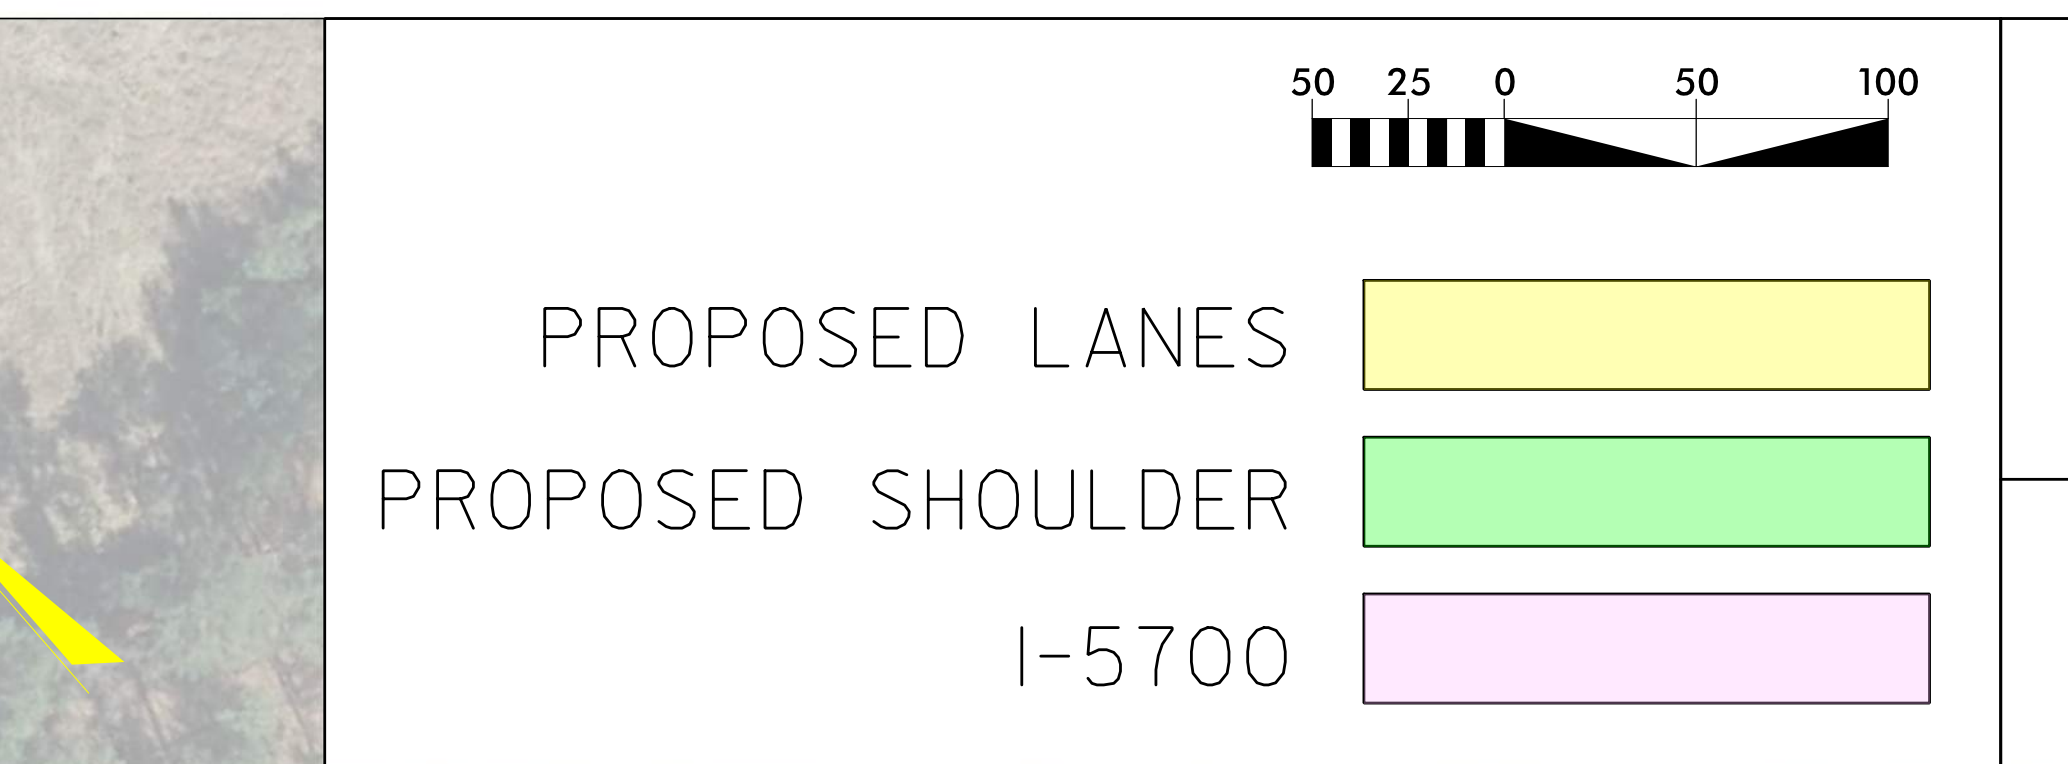 50 25 0 50 100
PROPOSED LANES
PROPOSED SHOULDER
I-5700